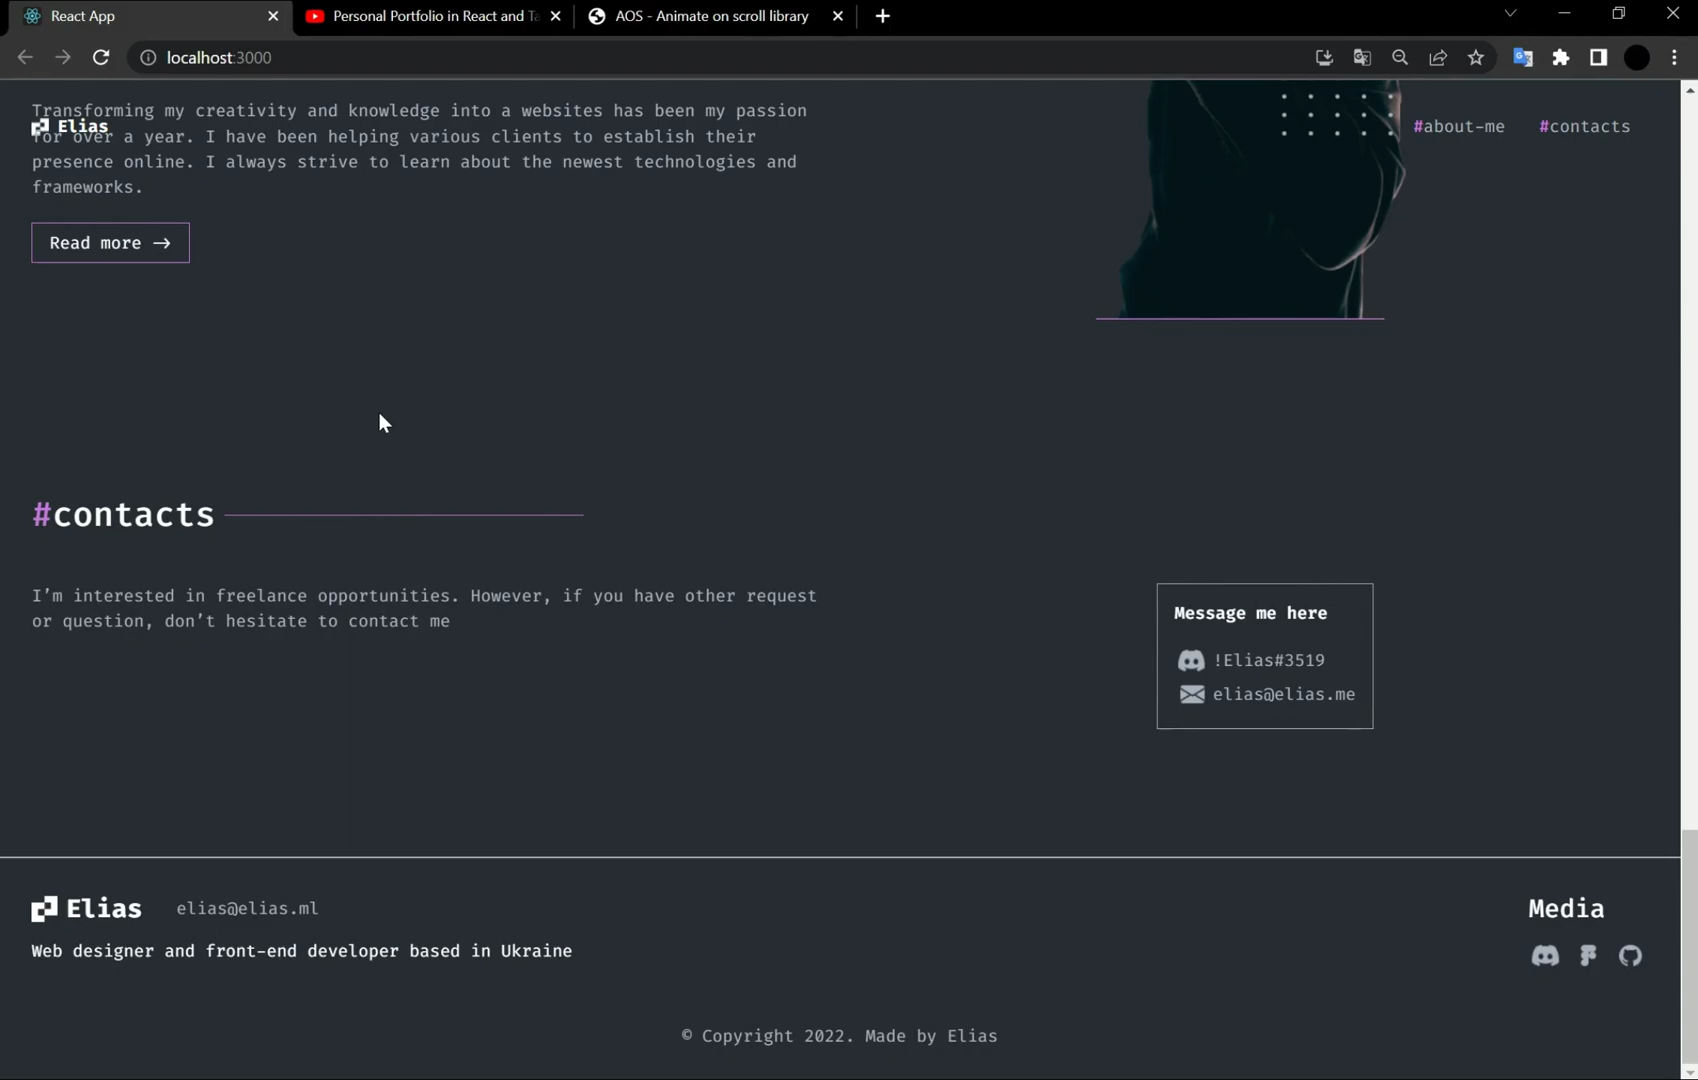 React App
Personal Portfolio in React and Ta
AOS - Animate on scroll library
localhost:3000
Transforming my creativity and knowledge into a websites has been my passion
Elias
#about-me
#contacts
for over a year. I have been helping various clients to establish their
presence online. I always strive to learn about the newest technologies and
frameworks.
Read more →
#contacts
I’m interested in freelance opportunities. However, if you have other request
or question, don’t hesitate to contact me
Message me here
!Elias#3519
elias@elias.me
Elias
elias@elias.ml
Media
Web designer and front-end developer based in Ukraine
© Copyright 2022. Made by Elias